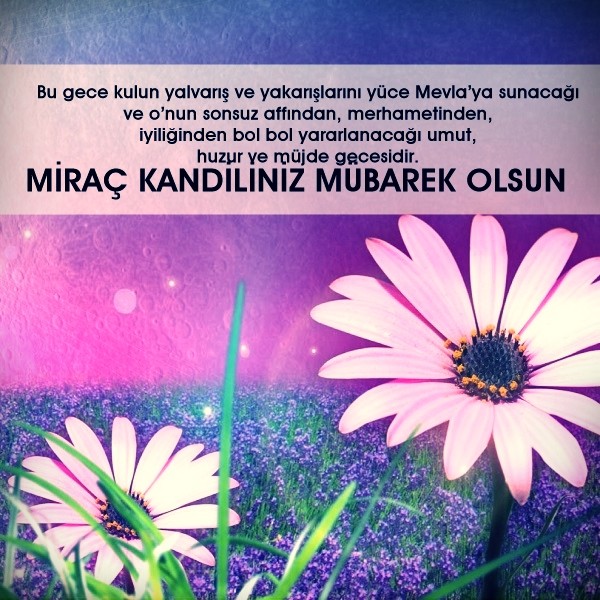 Bu gece kulun yalvarış ve yakarışlarını yüce Mevla'ya sunacağı
ve o'nun sonsuz affından, merhametinden,
iyiliğinden bol bol yararlanacağı umut,
huzur ve müjde gecesidir.
MİRAÇ KANDİLİNİZ MÜBAREK OLSUN